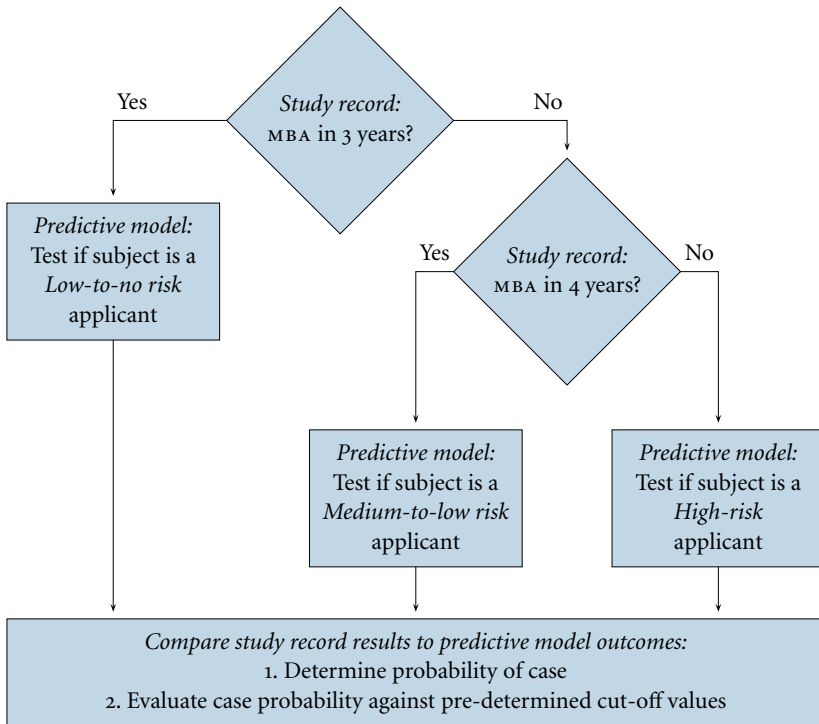 Yes
Study record:
MBA in 3 years?
No
Predictive model:
Test if subject is a
Low-to-no risk
applicant
Yes
Study record:
MBA in 4 years?
No
Predictive model:
Test if subject is a
Medium-to-low risk
applicant
Predictive model:
Test if subject is a
High-risk
applicant
Compare study record results to predictive model outcomes:
1. Determine probability of case
2. Evaluate case probability against pre-determined cut-off values